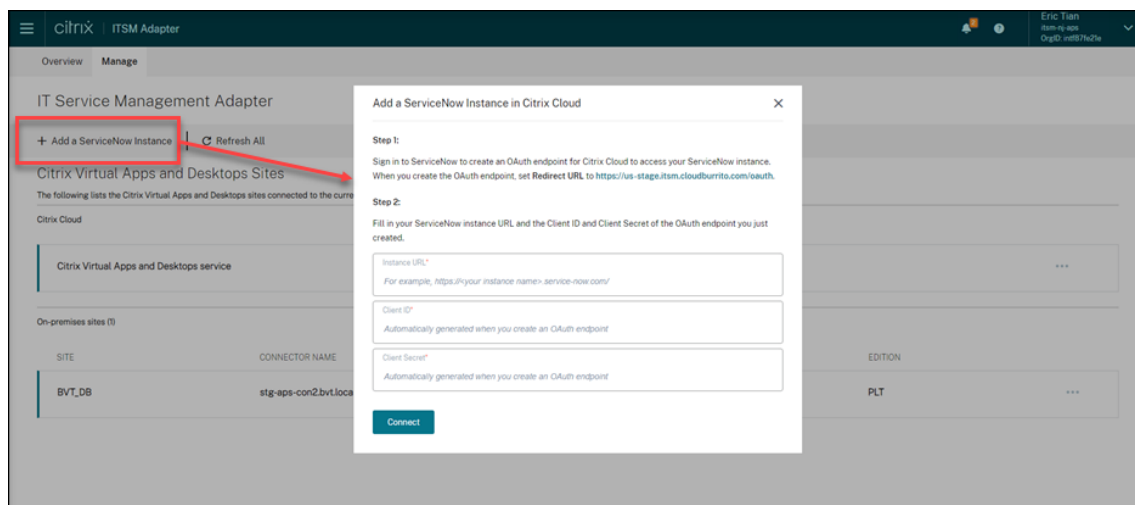 citrix | ITSM Adapter
Eric Tian
itsm-nj-aps
OrgID: intf87fe21e
Overview Manage
IT Service Management Adapter
+ Add a ServiceNow Instance
Refresh All
Citrix Virtual Apps and Desktops Sites
The following lists the Citrix Virtual Apps and Desktops sites connected to the curre
Citrix Cloud
Citrix Virtual Apps and Desktops service
On-premises sites (1)
SITE CONNECTOR NAME EDITION
BVT_DB stg-aps-con2.bvt.loca PLT
Add a ServiceNow Instance in Citrix Cloud
Step 1:
Sign in to ServiceNow to create an OAuth endpoint for Citrix Cloud to access your ServiceNow instance.
When you create the OAuth endpoint, set Redirect URL to https://us-stage.itsm.cloudburrito.com/oauth.
Step 2:
Fill in your ServiceNow instance URL and the Client ID and Client Secret of the OAuth endpoint you just
created.
Instance URL*
For example, https://<your instance name>.service-now.com/
Client ID*
Automatically generated when you create an OAuth endpoint
Client Secret*
Automatically generated when you create an OAuth endpoint
Connect